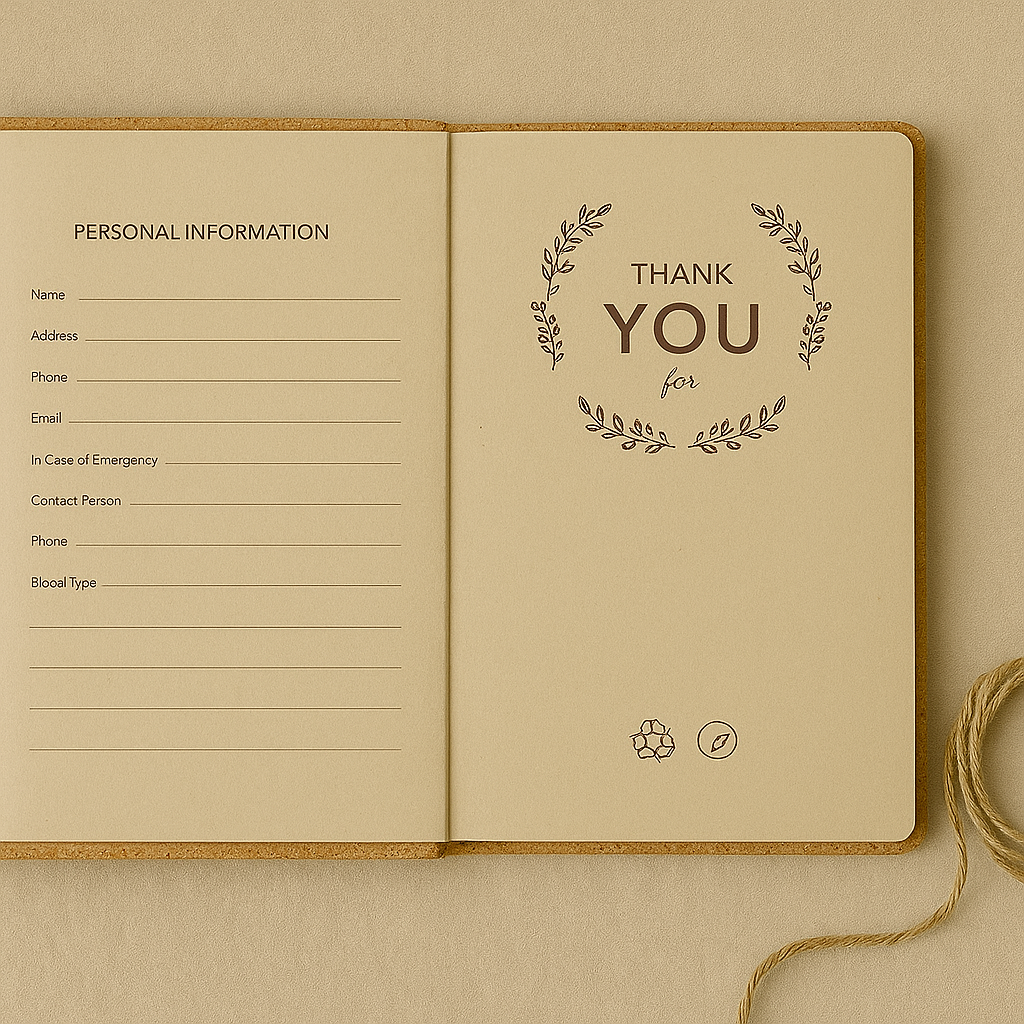 PERSONAL INFORMATION
Name
Address
Phone
Email
In Case of Emergency
Contact Person
Phone
Blooal Type
THANK
YOU
for